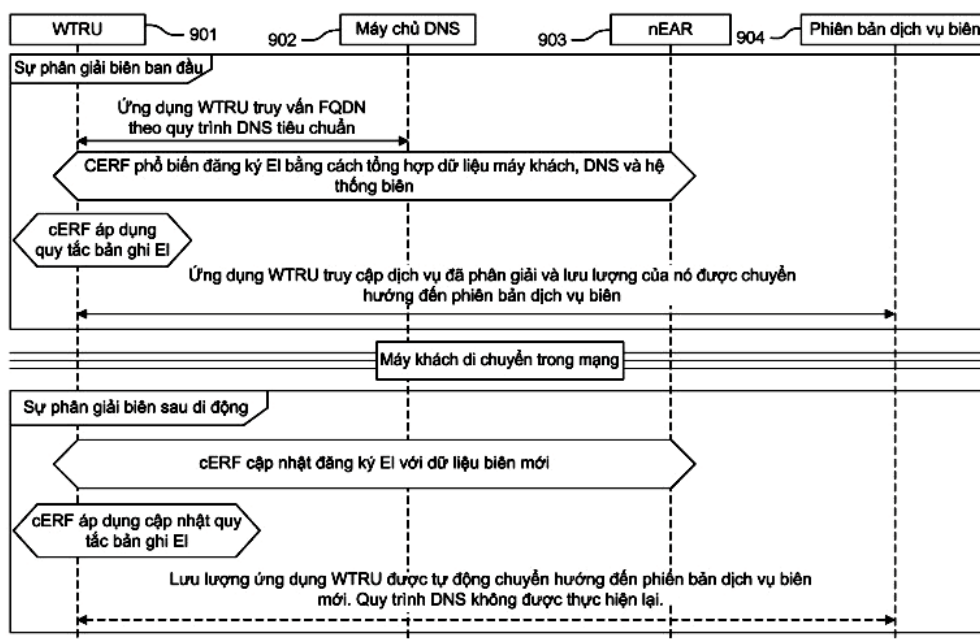 WTRU
901
902
Máy chủ DNS
903
nEAR
904
Phiên bản dịch vụ biên
Sự phân giải biên ban đầu
Ứng dụng WTRU truy vấn FQDN
theo quy trình DNS tiêu chuẩn
CERF phổ biến đăng ký EI bằng cách tổng hợp dữ liệu máy khách, DNS và hệ
thống biên
cERF áp dụng
quy tắc bản ghi EI
Ứng dụng WTRU truy cập dịch vụ đã phân giải và lưu lượng của nó được chuyển
hướng đến phiên bản dịch vụ biên
Máy khách di chuyển trong mạng
Sự phân giải biên sau di động
cERF cập nhật đăng ký EI với dữ liệu biên mới
cERF áp dụng cập nhật quy
tắc bản ghi EI
Lưu lượng ứng dụng WTRU được tự động chuyển hướng đến phiên bản dịch vụ biên
mới. Quy trình DNS không được thực hiện lại.